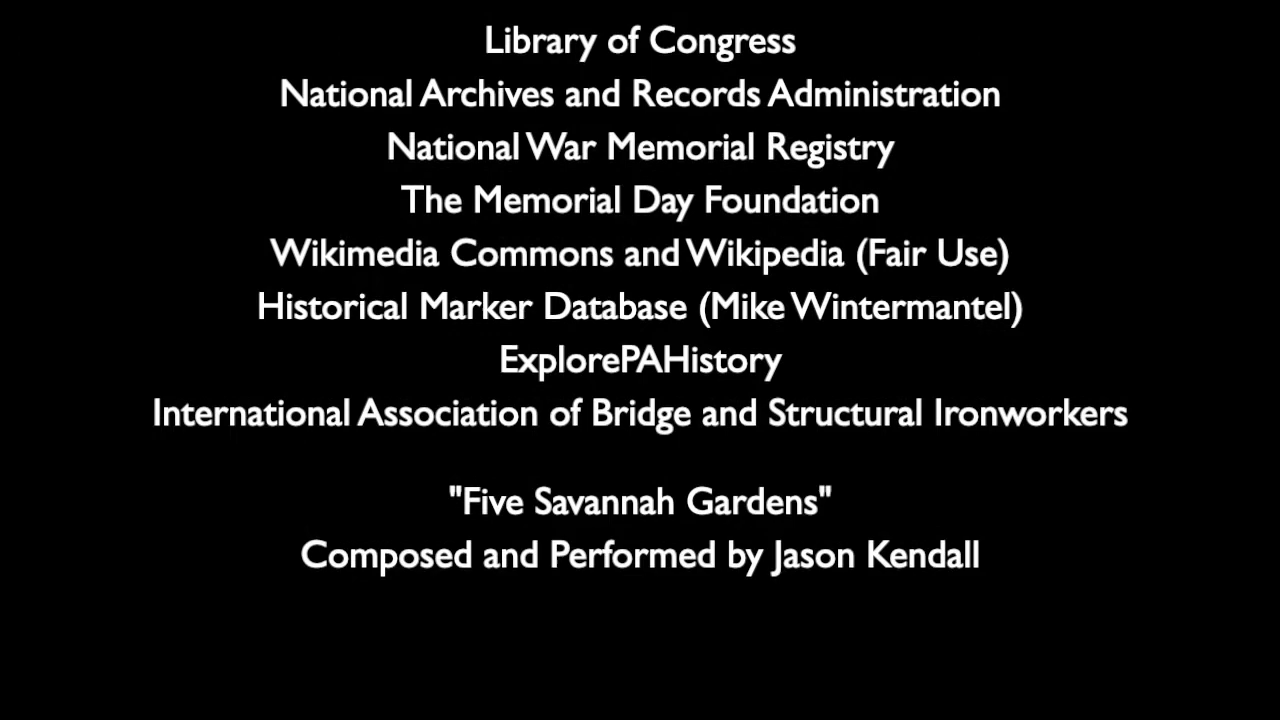 Library of Congress
National Archives and Records Administration
National War Memorial Registry
The Memorial Day Foundation
Wikimedia Commons and Wikipedia (Fair Use)
Historical Marker Database (Mike Wintermantel)
ExplorePAHistory
International Association of Bridge and Structural Ironworkers
"Five Savannah Gardens"
Composed and Performed by Jason Kendall